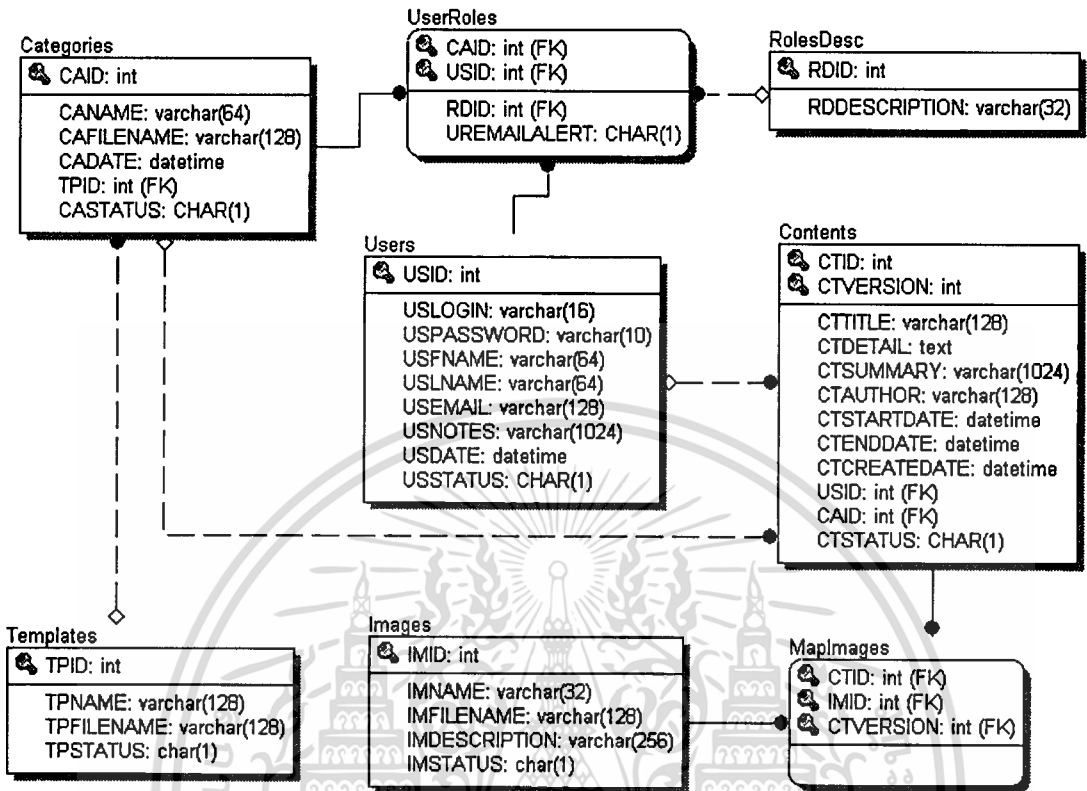 Categories
CAID: int
CANAME: varchar(64)
CAFILENAME: varchar(128)
CADATE: datetime
TPID: int (FK)
CASTATUS: CHAR(1)
UserRoles
CAID: int (FK)
USID: int (FK)
RDID: int (FK)
UREMAILALERT: CHAR(1)
RolesDesc
RDID: int
RDDESCRIPTION: varchar(32)
Users
USID: int
USLOGIN: varchar(16)
USPASSWORD: varchar(10)
USFNAME: varchar(64)
USLNAME: varchar(64)
USEMAIL: varchar(128)
USNOTES: varchar(1024)
USDATE: datetime
USSTATUS: CHAR(1)
Contents
CTID: int
CTVERSION: int
CTTITLE: varchar(128)
CTDETAIL: text
CTSUMMARY: varchar(1024)
CTAUTHOR: varchar(128)
CTSTARTDATE: datetime
CTENDDATE: datetime
CTCREATEDATE: datetime
USID: int (FK)
CAID: int (FK)
CTSTATUS: CHAR(1)
Templates
TPID: int
TPNAME: varchar(128)
TPFILENAME: varchar(128)
TPSTATUS: char(1)
Images
IMID: int
IMNAME: varchar(32)
IMFILENAME: varchar(128)
IMDESCRIPTION: varchar(256)
IMSTATUS: char(1)
MapImages
CTID: int (FK)
IMID: int (FK)
CTVERSION: int (FK)